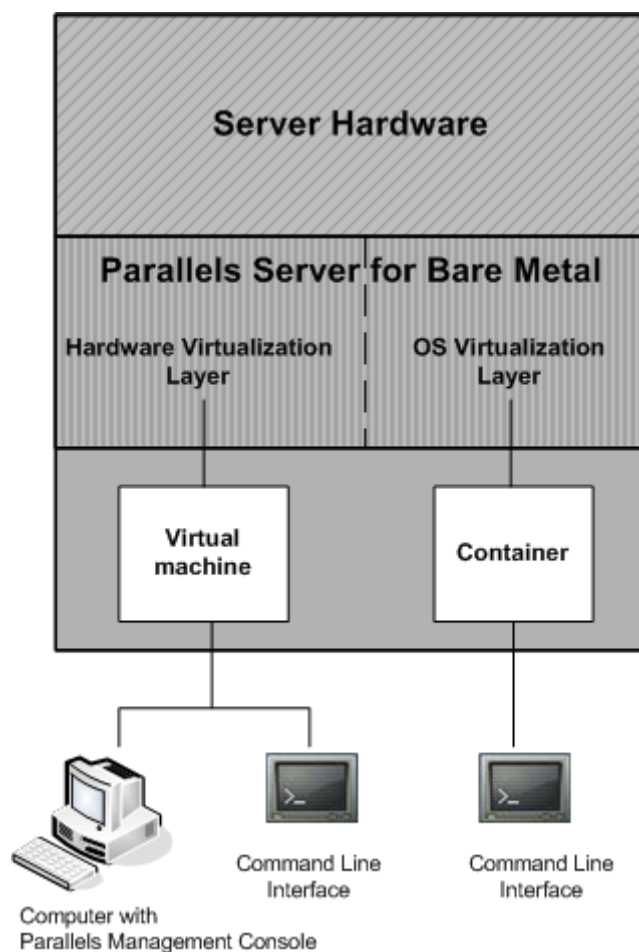 Server Hardware
Parallels Server for Bare Metal
Hardware Virtualization
Layer
OS Virtualization
Layer
Virtual
machine
Container
>_
>_
Command Line
Interface
Command Line
Interface
Computer with
Parallels Management Console